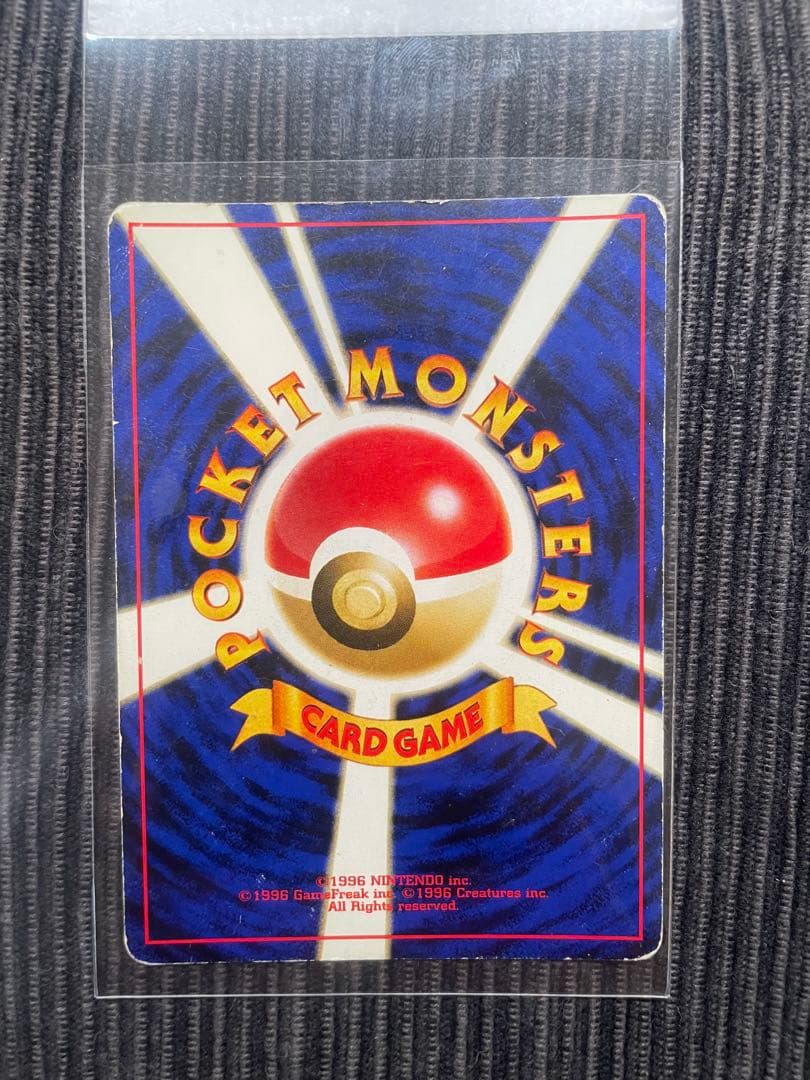 POCKET MONSTERS
CARD GAME
©1996 NINTENDO inc.
©1996 GameFreak inc. ©1996 Creatures inc.
All Rights reserved.